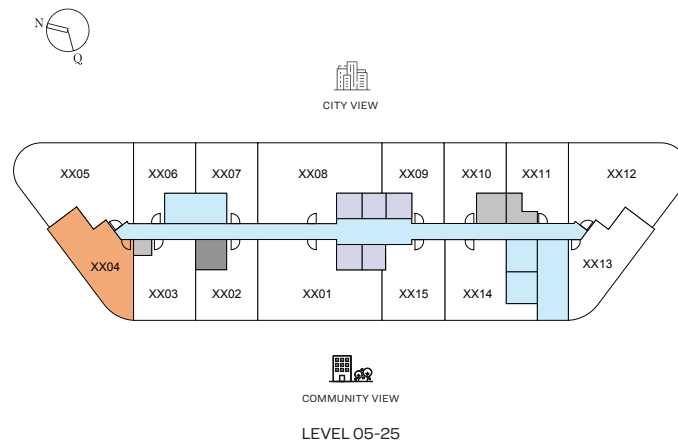 N
Q
CITY VIEW
XX05
XX06
XX07
XX08
XX09
XX10
XX11
XX12
XX04
XX13
XX03
XX02
XX01
XX15
XX14
COMMUNITY VIEW
LEVEL 05-25